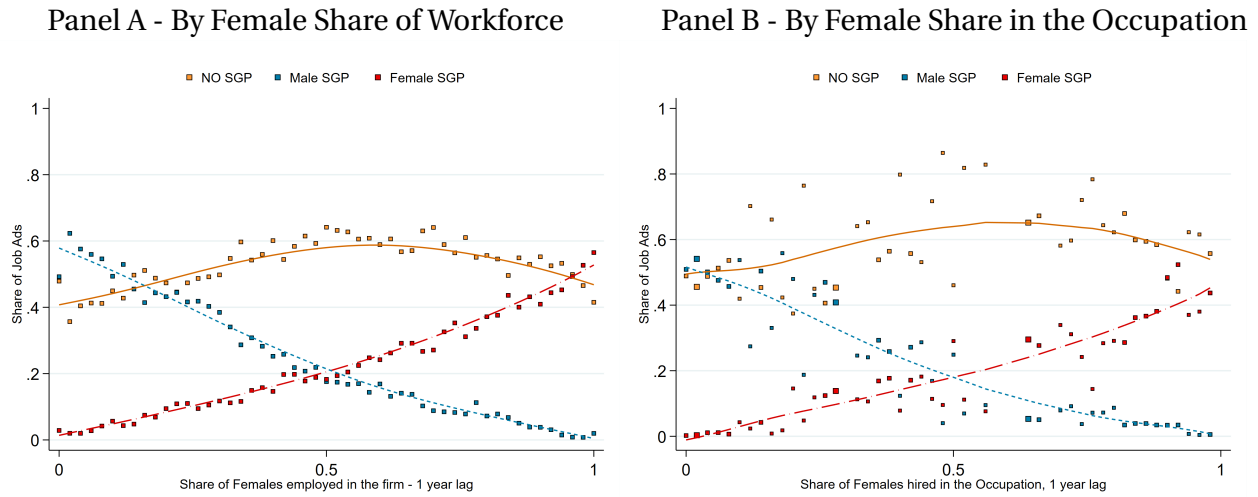 Panel A - By Female Share of Workforce
NO SGP Male SGP Female SGP
Share of Job Ads
1
.8
.6
.4
.2
0
0 0.5 1
Share of Females employed in the firm - 1 year lag
Panel B - By Female Share in the Occupation
NO SGP Male SGP Female SGP
Share of Job Ads
1
.8
.6
.4
.2
0
0 0.5 1
Share of Females hired in the Occupation, 1 year lag